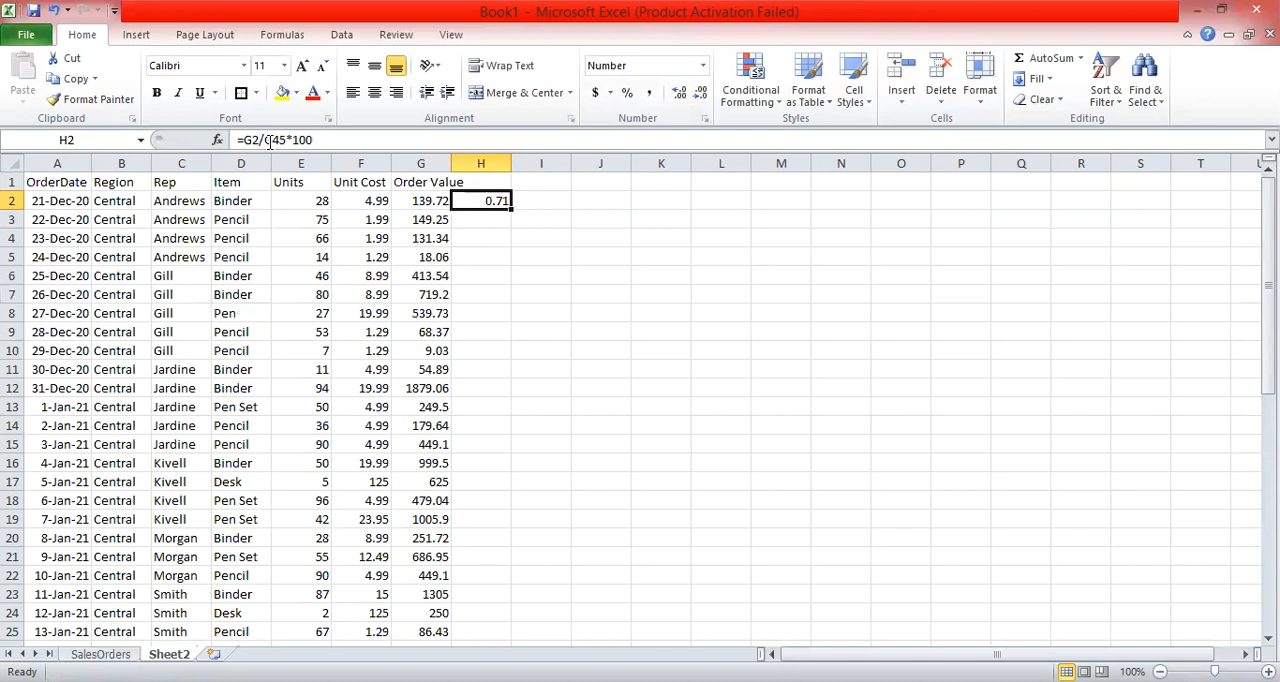 Book1 - Microsoft Excel (Product Activation Failed)
File Home Insert Page Layout Formulas Data Review View
Cut Calibri 11 Wrap Text Number AutoSum
Copy Fill
Paste Format Painter B I U Merge & Center $ % , Conditional Formatting Format as Table Cell Styles Insert Delete Format Clear Sort & Filter Find & Select
Clipboard Font Alignment Number Styles Cells Editing
H2 fx =G2/G45*100
A B C D E F G H I J K L M N O P Q R S T U
1 OrderDate Region Rep Item Units Unit Cost Order Value
2 21-Dec-20 Central Andrews Binder 28 4.99 139.72 0.71
3 22-Dec-20 Central Andrews Pencil 75 1.99 149.25
4 23-Dec-20 Central Andrews Pencil 66 1.99 131.34
5 24-Dec-20 Central Andrews Pencil 14 1.29 18.06
6 25-Dec-20 Central Gill Binder 46 8.99 413.54
7 26-Dec-20 Central Gill Binder 80 8.99 719.2
8 27-Dec-20 Central Gill Pen 27 19.99 539.73
9 28-Dec-20 Central Gill Pencil 53 1.29 68.37
10 29-Dec-20 Central Gill Pencil 7 1.29 9.03
11 30-Dec-20 Central Jardine Binder 11 4.99 54.89
12 31-Dec-20 Central Jardine Binder 94 19.99 1879.06
13 1-Jan-21 Central Jardine Pen Set 50 4.99 249.5
14 2-Jan-21 Central Jardine Pencil 36 4.99 179.64
15 3-Jan-21 Central Jardine Pencil 90 4.99 449.1
16 4-Jan-21 Central Kivell Binder 50 19.99 999.5
17 5-Jan-21 Central Kivell Desk 5 125 625
18 6-Jan-21 Central Kivell Pen Set 96 4.99 479.04
19 7-Jan-21 Central Kivell Pen Set 42 23.95 1005.9
20 8-Jan-21 Central Morgan Binder 28 8.99 251.72
21 9-Jan-21 Central Morgan Pen Set 55 12.49 686.95
22 10-Jan-21 Central Morgan Pencil 90 4.99 449.1
23 11-Jan-21 Central Smith Binder 87 15 1305
24 12-Jan-21 Central Smith Desk 2 125 250
25 13-Jan-21 Central Smith Pencil 67 1.29 86.43
SalesOrders Sheet2
Ready 100%